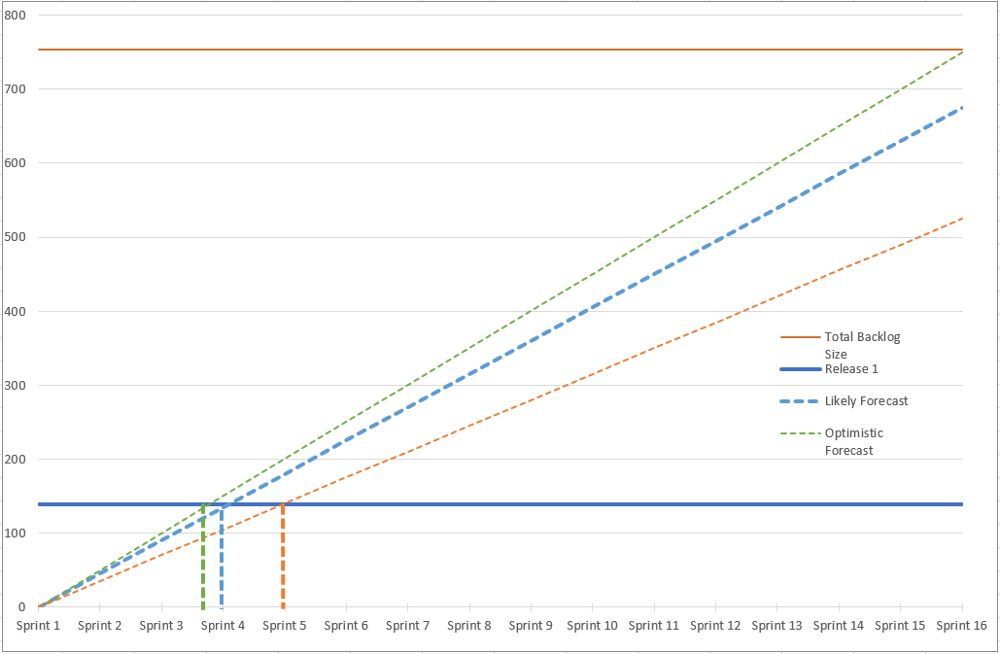 800
700
600
500
400
300
200
100
0
Sprint 1 Sprint 2 Sprint 3 Sprint 4 Sprint 5 Sprint 6 Sprint 7 Sprint 8 Sprint 9 Sprint 10 Sprint 11 Sprint 12 Sprint 13 Sprint 14 Sprint 15 Sprint 16
Total Backlog
Size
Release 1
Likely Forecast
Optimistic
Forecast